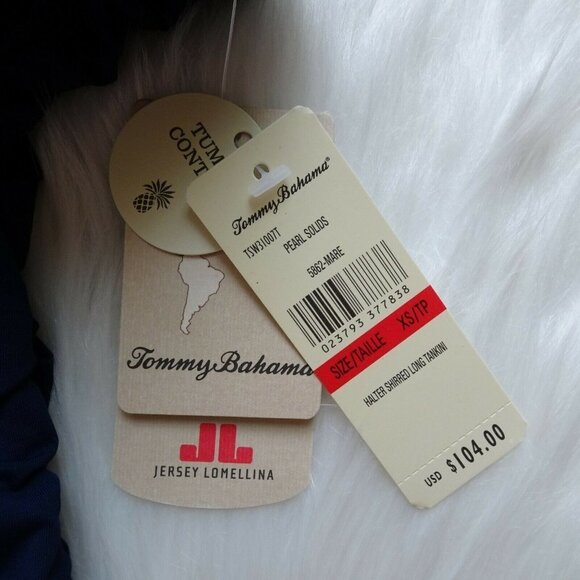 TUM
CONT
Tommy Bahama®
TSW31007T
PEARL SOLIDS
5862-MARE
023793 377838
SIZE/TAILLE XS/TP
HALTER SHIRRED LONG TANKINI
USD $104.00
Tommy Bahama
JL
JERSEY LOMELLINA